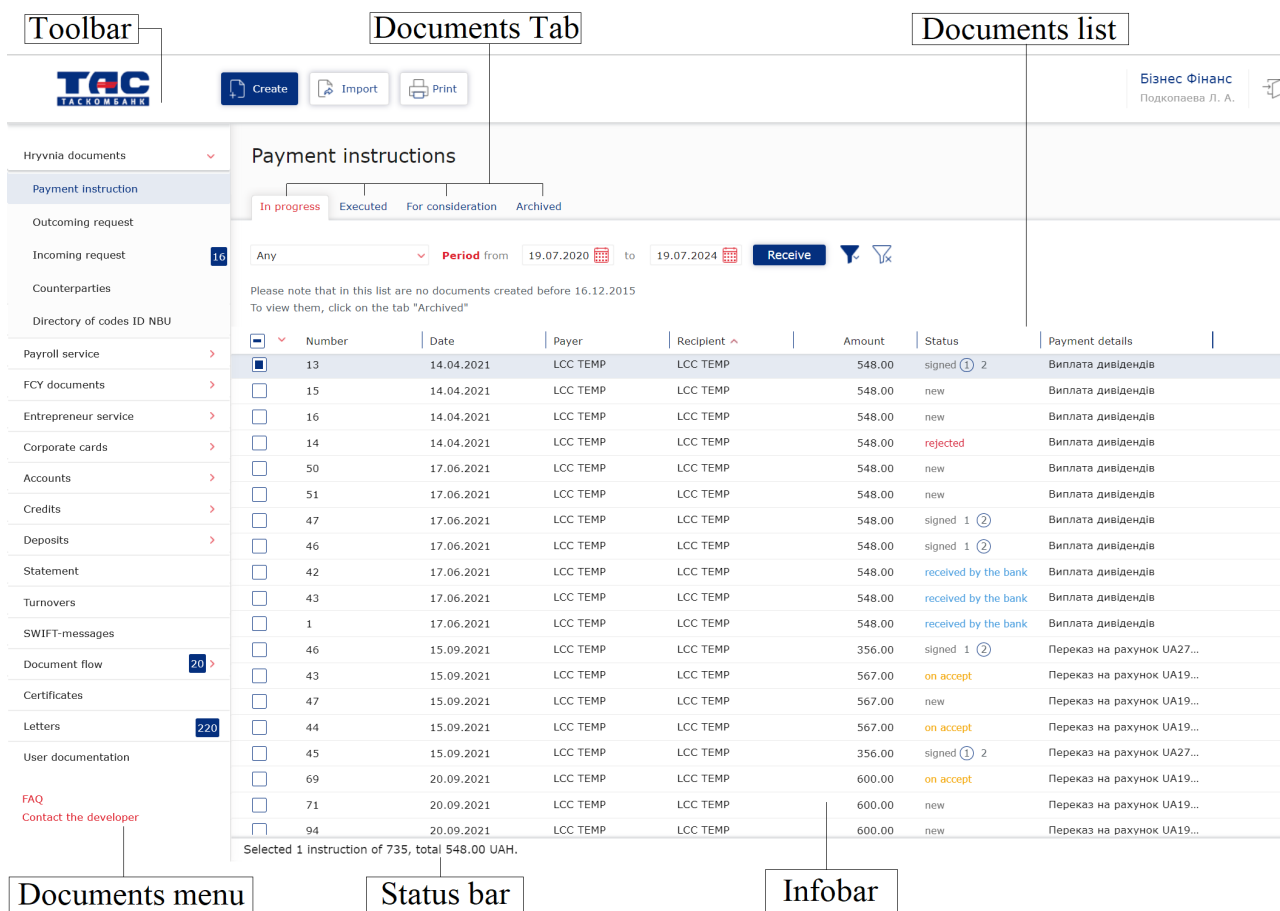 Toolbar
Documents Tab
Documents list
ТАС
ТАСКОМБАНК
Create
Import
Print
Бізнес Фінанс
Подкопаева Л. А.
Hryvnia documents
Payment instruction
Outcoming request
Incoming request 16
Counterparties
Directory of codes ID NBU
Payroll service
FCY documents
Entrepreneur service
Corporate cards
Accounts
Credits
Deposits
Statement
Turnovers
SWIFT-messages
Document flow 20
Certificates
Letters 220
User documentation
FAQ
Contact the developer
Payment instructions
In progress Executed For consideration Archived
Any Period from 19.07.2020 to 19.07.2024 Receive
Please note that in this list are no documents created before 16.12.2015
To view them, click on the tab "Archived"
Number Date Payer Recipient Amount Status Payment details
13 14.04.2021 LCC TEMP LCC TEMP 548.00 signed 1 2 Виплата дивідендів
15 14.04.2021 LCC TEMP LCC TEMP 548.00 new Виплата дивідендів
16 14.04.2021 LCC TEMP LCC TEMP 548.00 new Виплата дивідендів
14 14.04.2021 LCC TEMP LCC TEMP 548.00 rejected Виплата дивідендів
50 17.06.2021 LCC TEMP LCC TEMP 548.00 new Виплата дивідендів
51 17.06.2021 LCC TEMP LCC TEMP 548.00 new Виплата дивідендів
47 17.06.2021 LCC TEMP LCC TEMP 548.00 signed 1 2 Виплата дивідендів
46 17.06.2021 LCC TEMP LCC TEMP 548.00 signed 1 2 Виплата дивідендів
42 17.06.2021 LCC TEMP LCC TEMP 548.00 received by the bank Виплата дивідендів
43 17.06.2021 LCC TEMP LCC TEMP 548.00 received by the bank Виплата дивідендів
1 17.06.2021 LCC TEMP LCC TEMP 548.00 received by the bank Виплата дивідендів
46 15.09.2021 LCC TEMP LCC TEMP 356.00 signed 1 2 Переказ на рахунок UA27...
43 15.09.2021 LCC TEMP LCC TEMP 567.00 on accept Переказ на рахунок UA19...
47 15.09.2021 LCC TEMP LCC TEMP 567.00 new Переказ на рахунок UA19...
44 15.09.2021 LCC TEMP LCC TEMP 567.00 on accept Переказ на рахунок UA19...
45 15.09.2021 LCC TEMP LCC TEMP 356.00 signed 1 2 Переказ на рахунок UA27...
69 20.09.2021 LCC TEMP LCC TEMP 600.00 on accept Переказ на рахунок UA19...
71 20.09.2021 LCC TEMP LCC TEMP 600.00 new Переказ на рахунок UA19...
94 20.09.2021 LCC TEMP LCC TEMP 600.00 new Переказ на рахунок UA19...
Selected 1 instruction of 735, total 548.00 UAH.
Documents menu
Status bar
Infobar